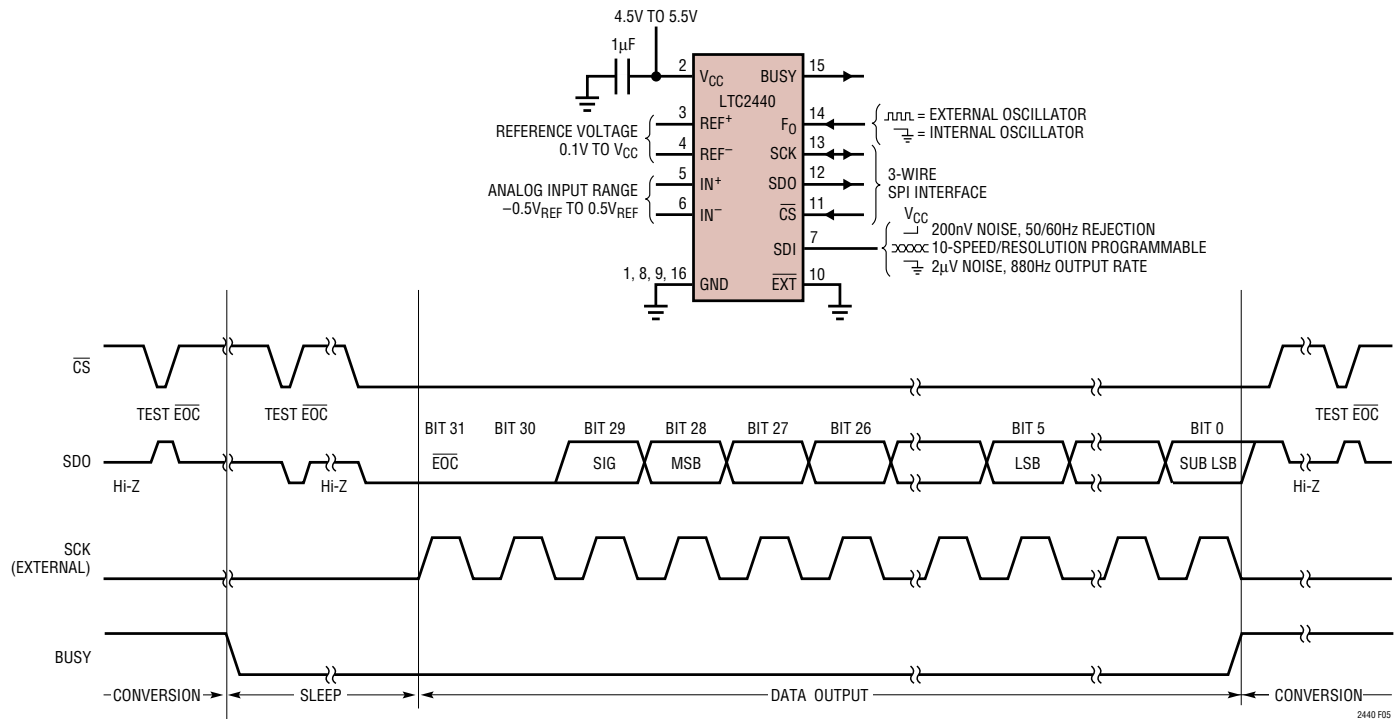 4.5V TO 5.5V
1µF
2
VCC
BUSY
15
LTC2440
REFERENCE VOLTAGE
0.1V TO VCC
3
REF+
4
REF−
FO
14
= EXTERNAL OSCILLATOR
= INTERNAL OSCILLATOR
SCK
13
SDO
12
CS
11
3-WIRE
SPI INTERFACE
ANALOG INPUT RANGE
−0.5VREF TO 0.5VREF
5
IN+
6
IN−
SDI
7
VCC
200nV NOISE, 50/60Hz REJECTION
10-SPEED/RESOLUTION PROGRAMMABLE
2µV NOISE, 880Hz OUTPUT RATE
1, 8, 9, 16
GND
EXT
10
CS
TEST EOC
TEST EOC
TEST EOC
BIT 31
BIT 30
BIT 29
BIT 28
BIT 27
BIT 26
BIT 5
BIT 0
SDO
EOC
SIG
MSB
LSB
SUB LSB
Hi-Z
Hi-Z
Hi-Z
SCK
(EXTERNAL)
BUSY
CONVERSION
SLEEP
DATA OUTPUT
CONVERSION
2440 F05